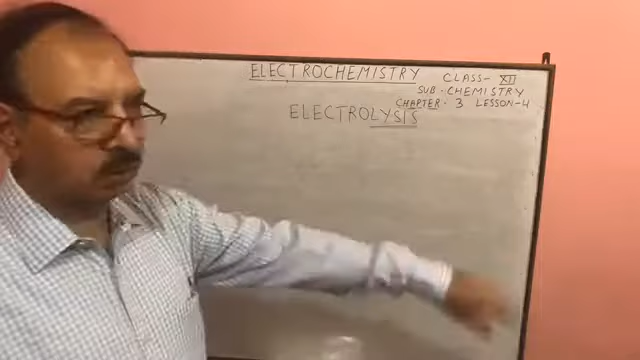 ELECTROCHEMISTRY CLASS- XII
SUB. CHEMISTRY
CHAPTER. 3 LESSON-4
ELECTROLYSIS